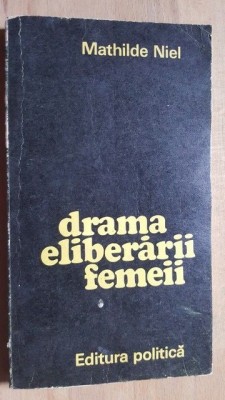 Mathilde Niel
drama
eliberării
femeii
Editura politică